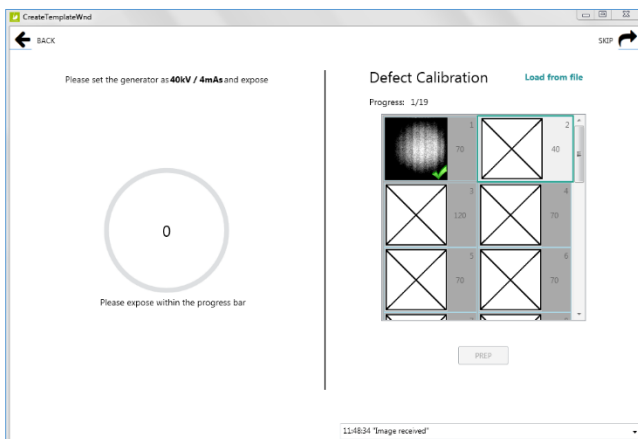 CreateTemplateWnd
BACK
SKIP
Please set the generator as 40kV / 4mAs and expose
0
Please expose within the progress bar
Defect Calibration
Load from file
Progress: 1/19
1
70
2
40
3
120
4
70
5
70
6
70
PREP
11:48:34 "Image received"